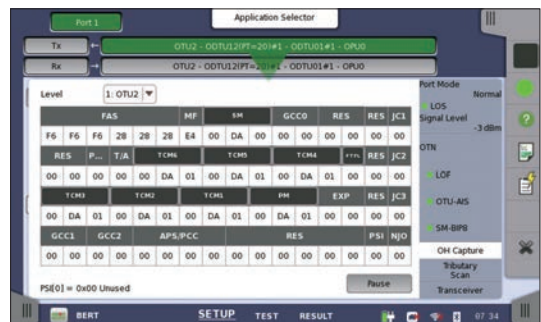 Port 1
Application Selector
Tx
OTU2 - ODTU12(PT=20)#1 - ODTU01#1 - OPU0
Rx
OTU2 - ODTU12(PT=20)#1 - ODTU01#1 - OPU0
Level 1: OTU2
FAS MF SM GCC0 RES RES JC1
F6 F6 F6 28 28 28 E4 00 DA 00 00 00 00 00 00 00
RES P... T/A TCM6 TCM5 TCM4 FTFL RES JC2
00 00 00 00 DA 01 00 DA 01 00 DA 01 00 00 00
TCM3 TCM2 TCM1 PM EXP RES JC3
00 DA 01 00 DA 01 00 DA 01 00 DA 01 00 00 00 00
GCC1 GCC2 APS/PCC RES PSI NJO
00 00 00 00 00 00 00 00 00 00 00 00 00 00 00 00
PSI[0] = 0x00 Unused
Pause
Port Mode
Normal
LOS
Signal Level
-3 dBm
OTN
LOF
OTU-AIS
SM-BIP8
OH Capture
Tributary
Scan
Transceiver
BERT SETUP TEST RESULT 07 34